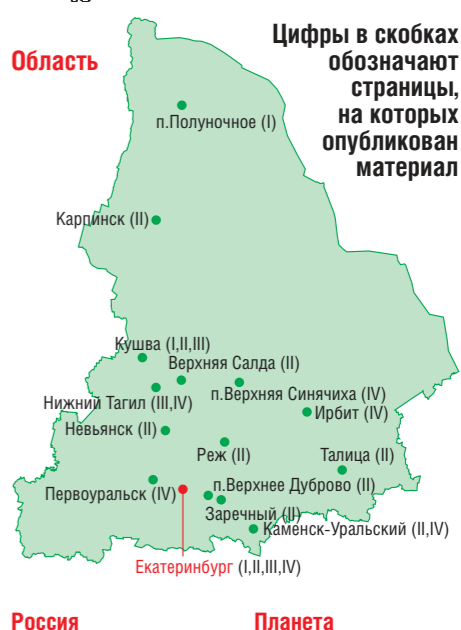 Область
Цифры в скобках
обозначают
страницы,
на которых
опубликован
материал
п.Полуночное (I)
Карпинск (II)
Кушва (I,II,III)
Верхняя Салда (II)
п.Верхняя Синячиха (IV)
Нижний Тагил (III,IV)
Ирбит (IV)
Невьянск (II)
Реж (II)
Талица (II)
Первоуральск (IV)
п.Верхнее Дуброво (II)
Заречный (II)
Каменск-Уральский (II,IV)
Екатеринбург (I,II,III,IV)
Россия
Планета